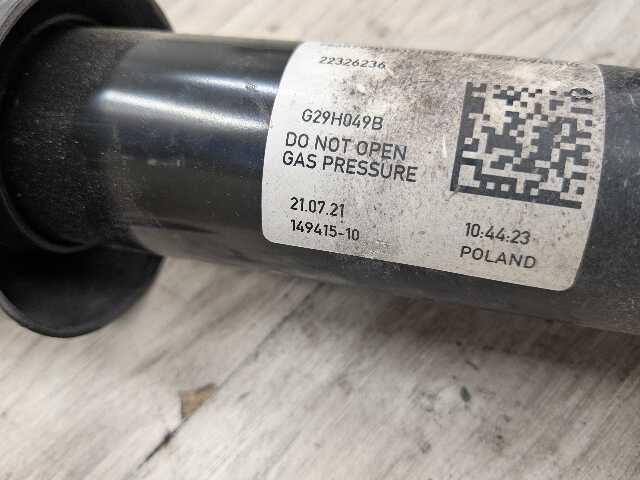 22326236
G29H049B
DO NOT OPEN
GAS PRESSURE
21.07.21
10:44:23
149415-10
POLAND